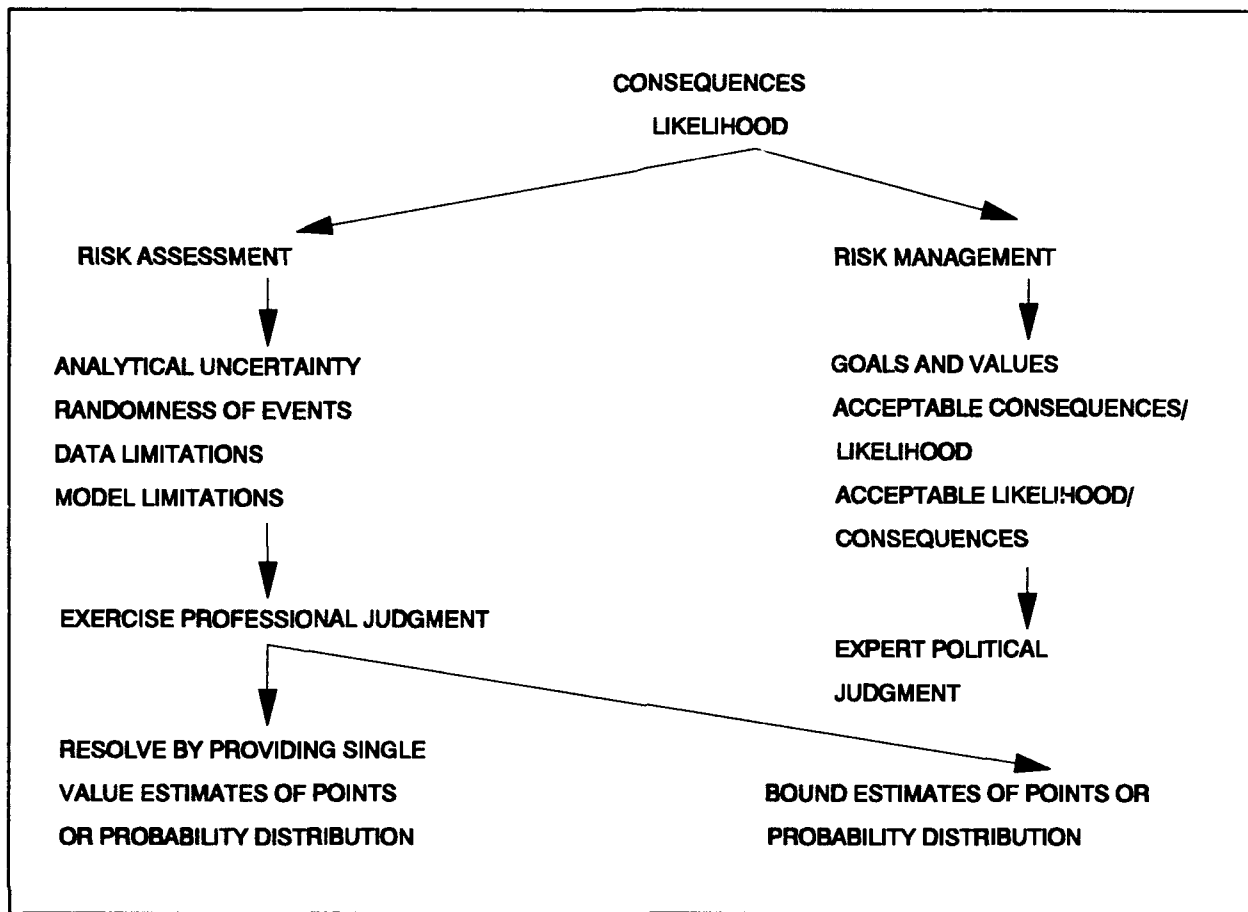 CONSEQUENCES
LIKELIHOOD
RISK ASSESSMENT
RISK MANAGEMENT
ANALYTICAL UNCERTAINTY
RANDOMNESS OF EVENTS
DATA LIMITATIONS
MODEL LIMITATIONS
GOALS AND VALUES
ACCEPTABLE CONSEQUENCES/
LIKELIHOOD
ACCEPTABLE LIKELIHOOD/
CONSEQUENCES
EXERCISE PROFESSIONAL JUDGMENT
EXPERT POLITICAL
JUDGMENT
RESOLVE BY PROVIDING SINGLE
VALUE ESTIMATES OF POINTS
OR PROBABILITY DISTRIBUTION
BOUND ESTIMATES OF POINTS OR
PROBABILITY DISTRIBUTION